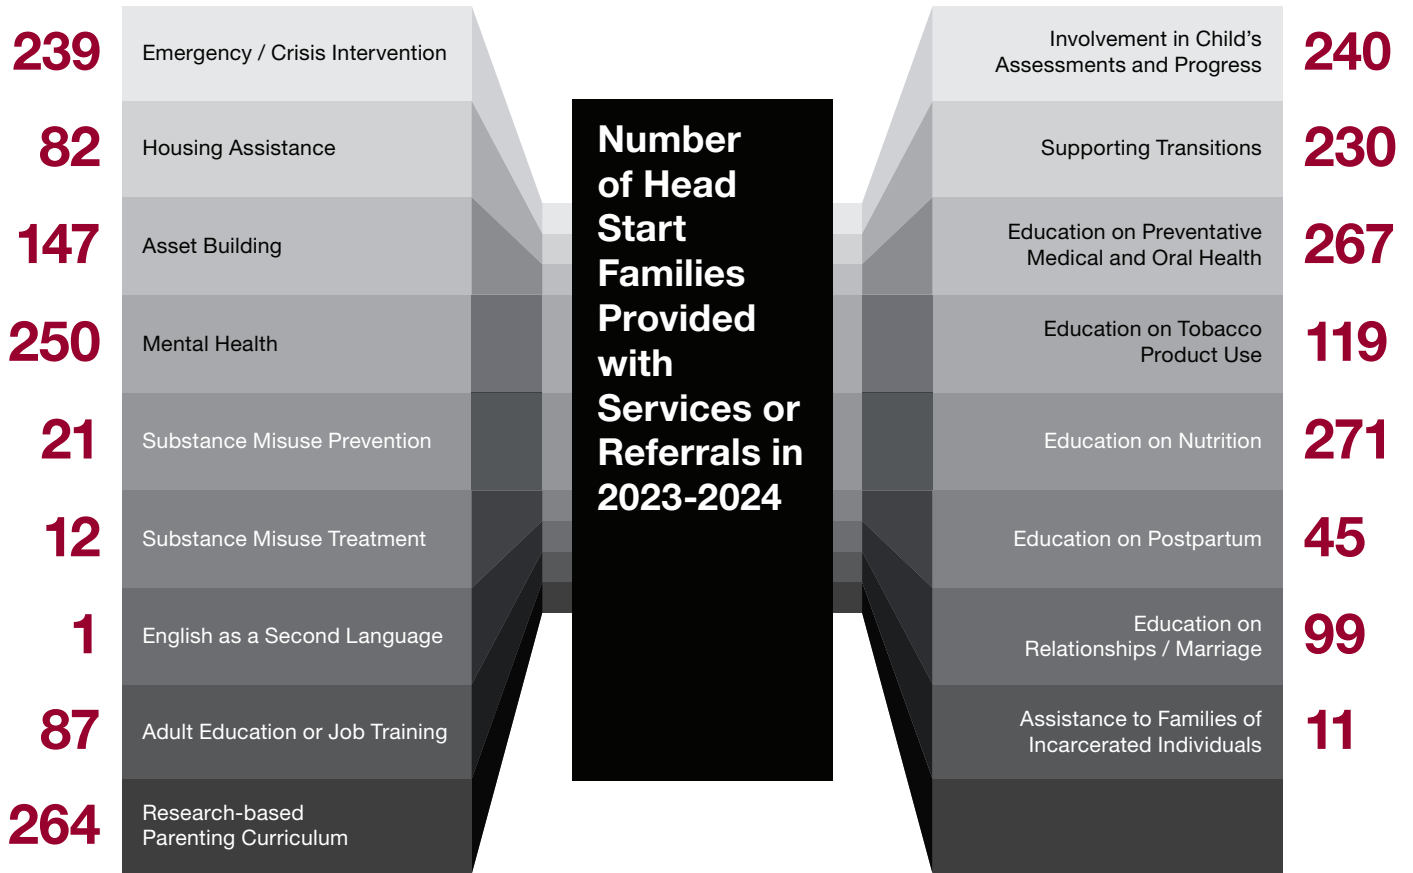 239
Emergency / Crisis Intervention
82
Housing Assistance
147
Asset Building
250
Mental Health
21
Substance Misuse Prevention
12
Substance Misuse Treatment
1
English as a Second Language
87
Adult Education or Job Training
264
Research-based
Parenting Curriculum
Number
of Head
Start
Families
Provided
with
Services or
Referrals in
2023-2024
Involvement in Child’s
Assessments and Progress
240
Supporting Transitions
230
Education on Preventative
Medical and Oral Health
267
Education on Tobacco
Product Use
119
Education on Nutrition
271
Education on Postpartum
45
Education on
Relationships / Marriage
99
Assistance to Families of
Incarcerated Individuals
11